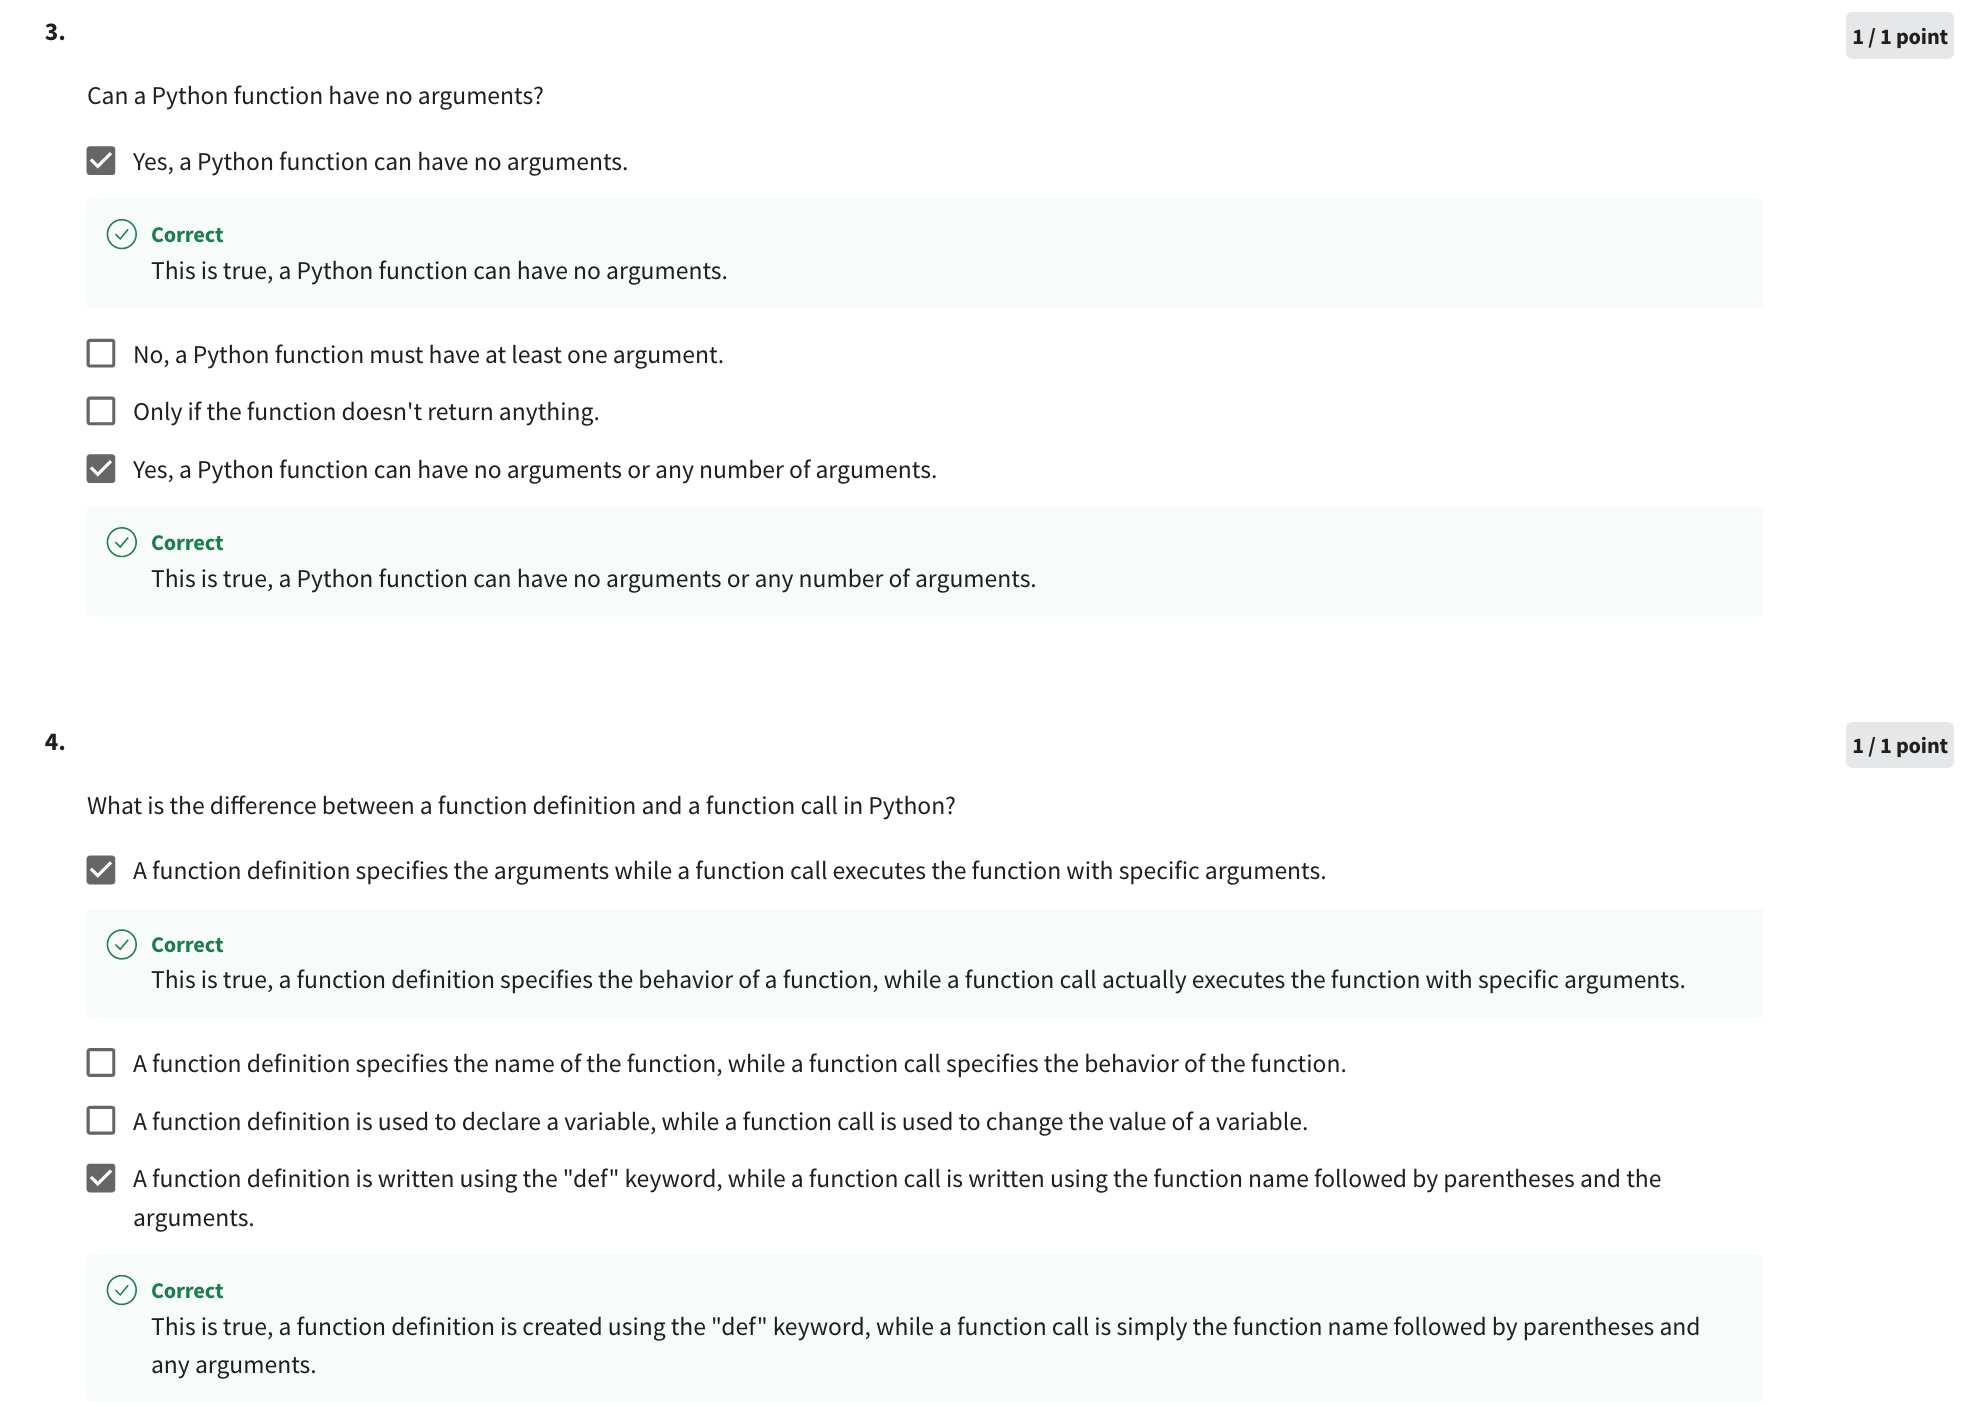 3.
1 / 1 point
Can a Python function have no arguments?
Yes, a Python function can have no arguments.
Correct
This is true, a Python function can have no arguments.
No, a Python function must have at least one argument.
Only if the function doesn't return anything.
Yes, a Python function can have no arguments or any number of arguments.
Correct
This is true, a Python function can have no arguments or any number of arguments.
4.
1 / 1 point
What is the difference between a function definition and a function call in Python?
A function definition specifies the arguments while a function call executes the function with specific arguments.
Correct
This is true, a function definition specifies the behavior of a function, while a function call actually executes the function with specific arguments.
A function definition specifies the name of the function, while a function call specifies the behavior of the function.
A function definition is used to declare a variable, while a function call is used to change the value of a variable.
A function definition is written using the "def" keyword, while a function call is written using the function name followed by parentheses and the
arguments.
Correct
This is true, a function definition is created using the "def" keyword, while a function call is simply the function name followed by parentheses and
any arguments.